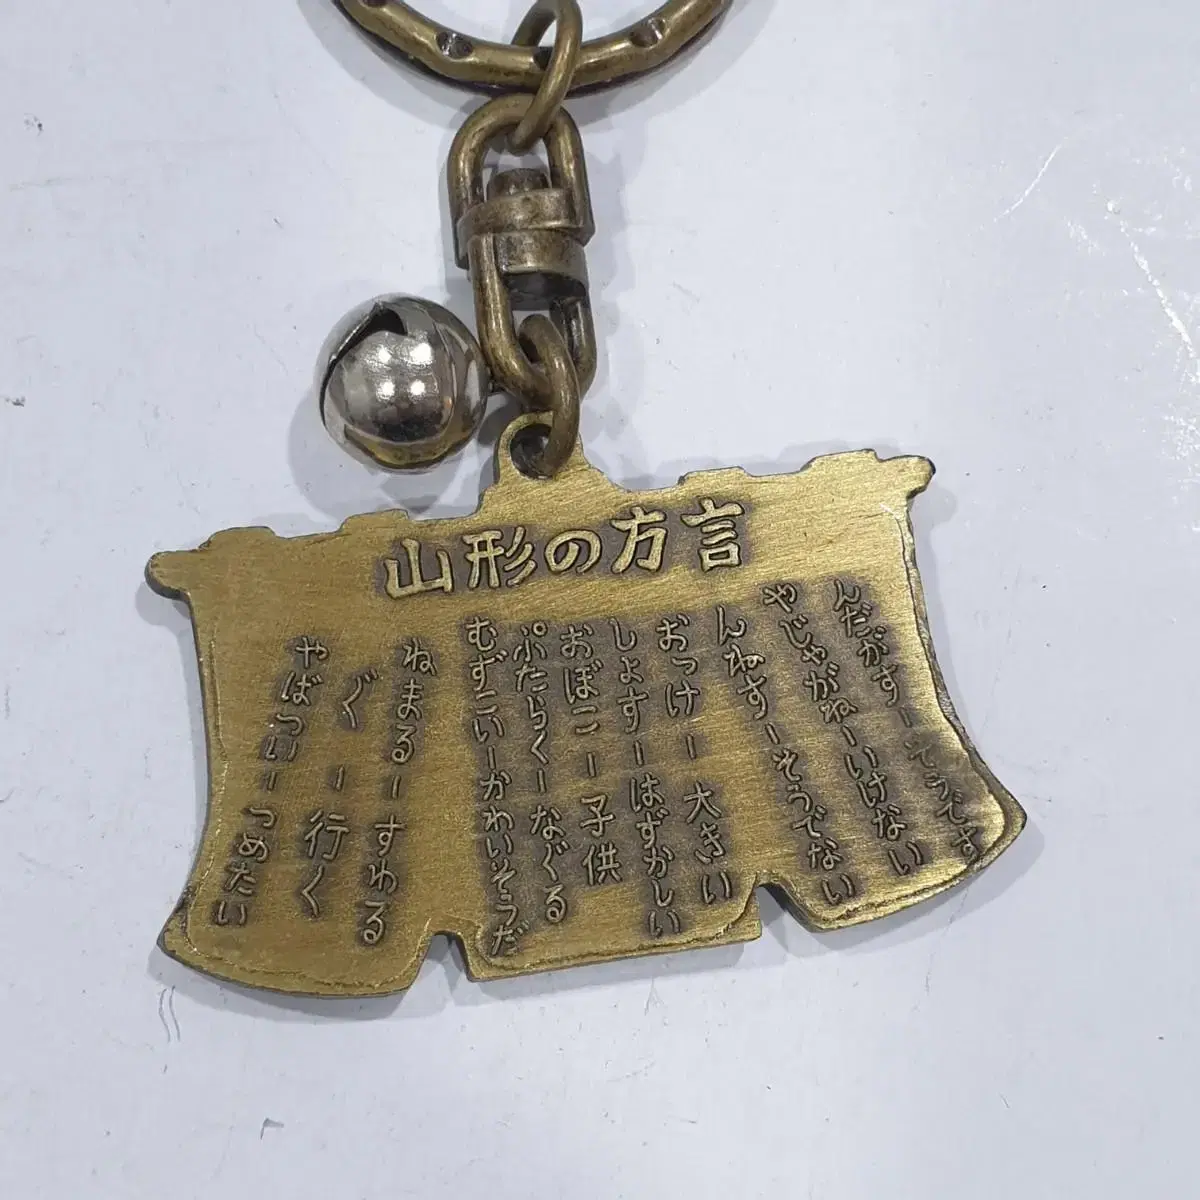 山形の方言
んだがすーそうです
やじゃがねーいけない
んねすーそうでない
おっけー大きい
しょすーはずかしい
おぼこー子供
ぷたらぐーなぐる
むずこいーかわいそうだ
ねまるーすわる
ぐ ー行く
やばついーつめたい